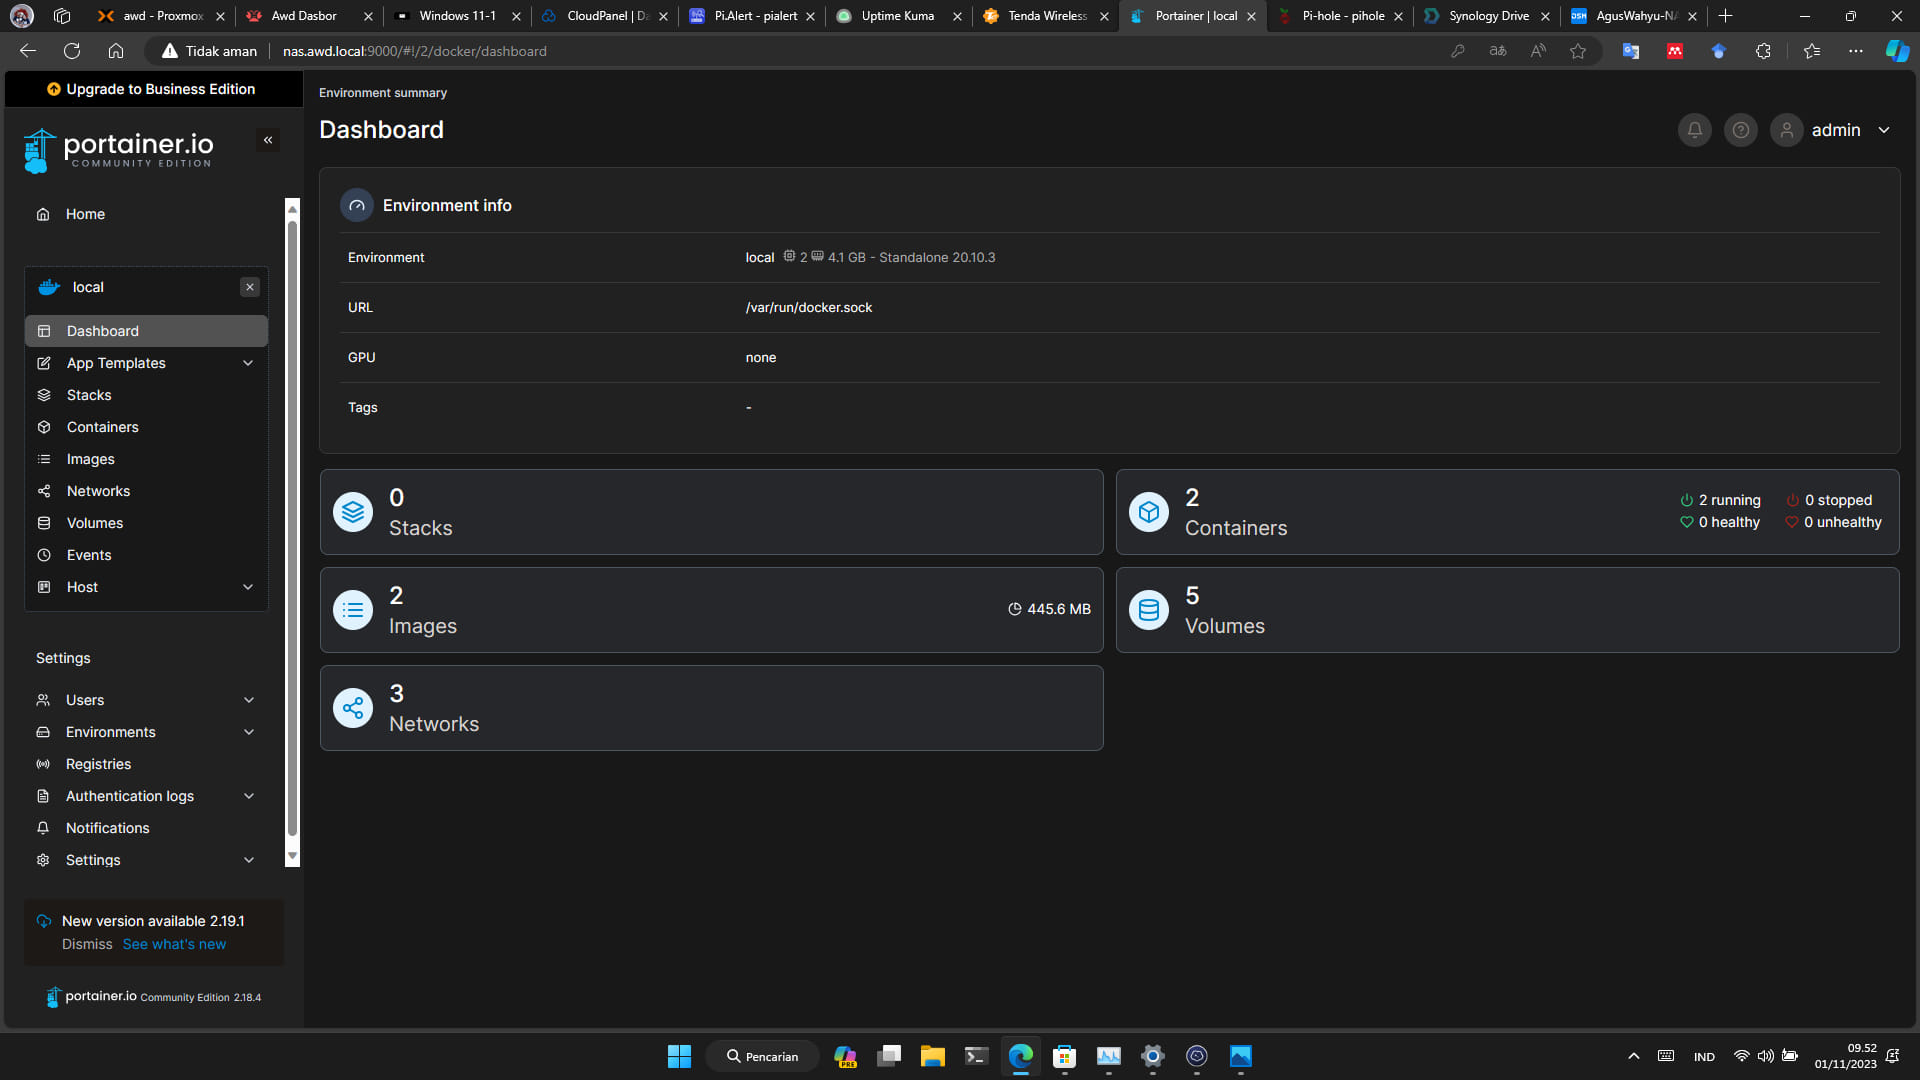 awd - Proxmox
Awd Dasbor
Windows 11-1
CloudPanel | Da
Pi.Alert - pialert
Uptime Kuma
Tenda Wireless
Portainer | local
Pi-hole - pihole
Synology Drive
DSM
AgusWahyu-NA
Tidak aman
nas.awd.local:9000/#!/2/docker/dashboard
Upgrade to Business Edition
portainer.io
COMMUNITY EDITION
Home
local
Dashboard
App Templates
Stacks
Containers
Images
Networks
Volumes
Events
Host
Settings
Users
Environments
Registries
Authentication logs
Notifications
Settings
New version available 2.19.1
Dismiss See what's new
portainer.io Community Edition 2.18.4
Environment summary
Dashboard
admin
Environment info
Environment local 2 4.1 GB - Standalone 20.10.3
URL /var/run/docker.sock
GPU none
Tags -
0
Stacks
2
Containers
2 running 0 stopped
0 healthy 0 unhealthy
2
Images
445.6 MB
5
Volumes
3
Networks
Pencarian
PRE
IND
09.52
01/11/2023